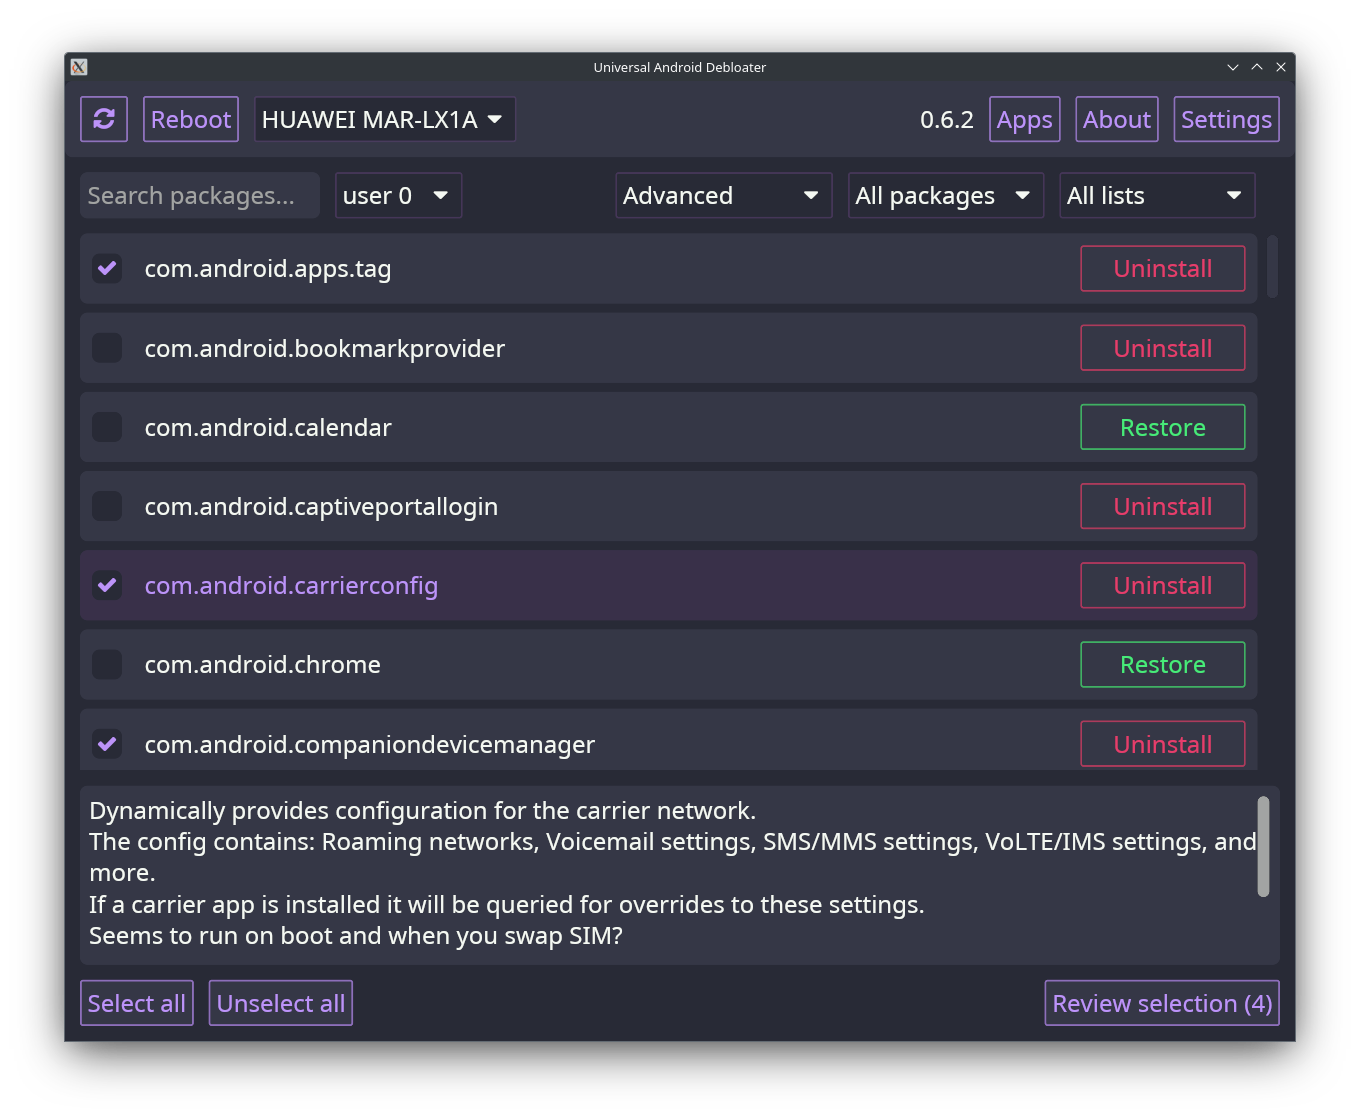 Universal Android Debloater
Reboot HUAWEI MAR-LX1A 0.6.2 Apps About Settings
Search packages... user 0 Advanced All packages All lists
com.android.apps.tag Uninstall
com.android.bookmarkprovider Uninstall
com.android.calendar Restore
com.android.captiveportallogin Uninstall
com.android.carrierconfig Uninstall
com.android.chrome Restore
com.android.companiondevicemanager Uninstall
Dynamically provides configuration for the carrier network.
The config contains: Roaming networks, Voicemail settings, SMS/MMS settings, VoLTE/IMS settings, and
more.
If a carrier app is installed it will be queried for overrides to these settings.
Seems to run on boot and when you swap SIM?
Select all Unselect all Review selection (4)